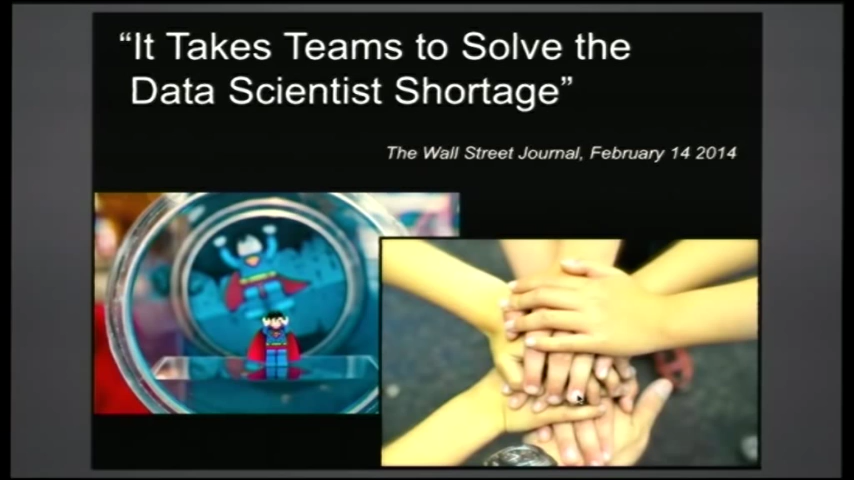 “It Takes Teams to Solve the
Data Scientist Shortage”
The Wall Street Journal, February 14 2014